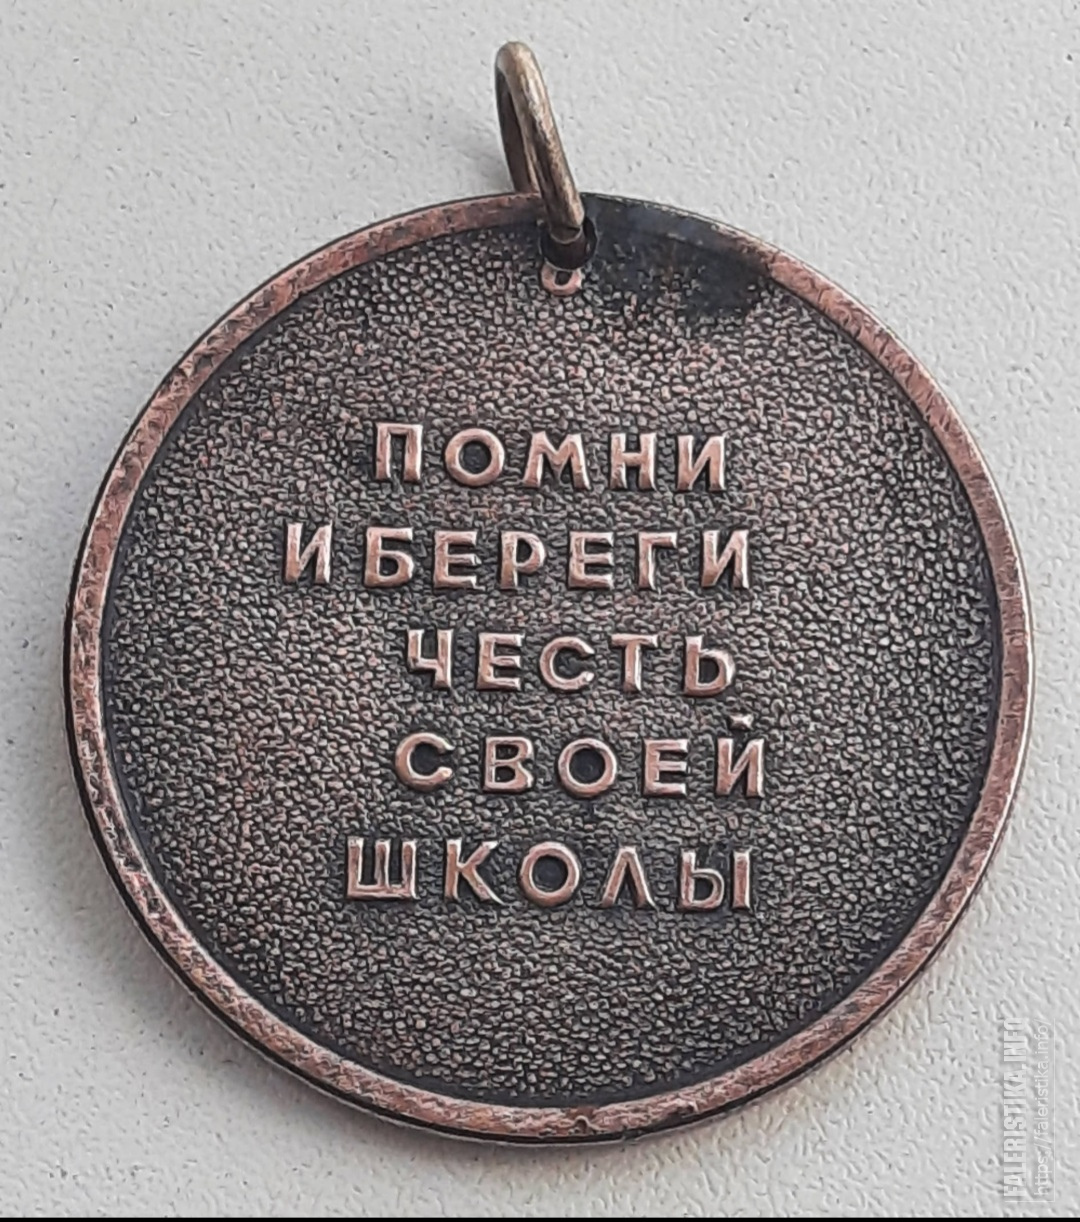 ПОМНИ
И БЕРЕГИ
ЧЕСТЬ
СВОЕЙ
ШКОЛЫ
FALERISTIKA.INFO
https://faleristika.info/